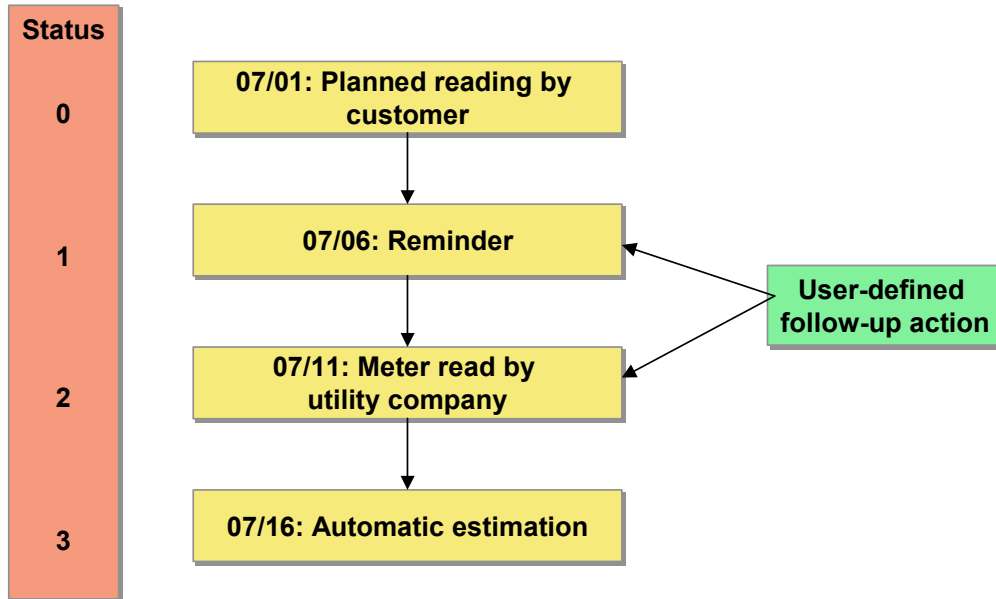 Status
0
07/01: Planned reading by
customer
1
07/06: Reminder
User-defined
follow-up action
2
07/11: Meter read by
utility company
3
07/16: Automatic estimation